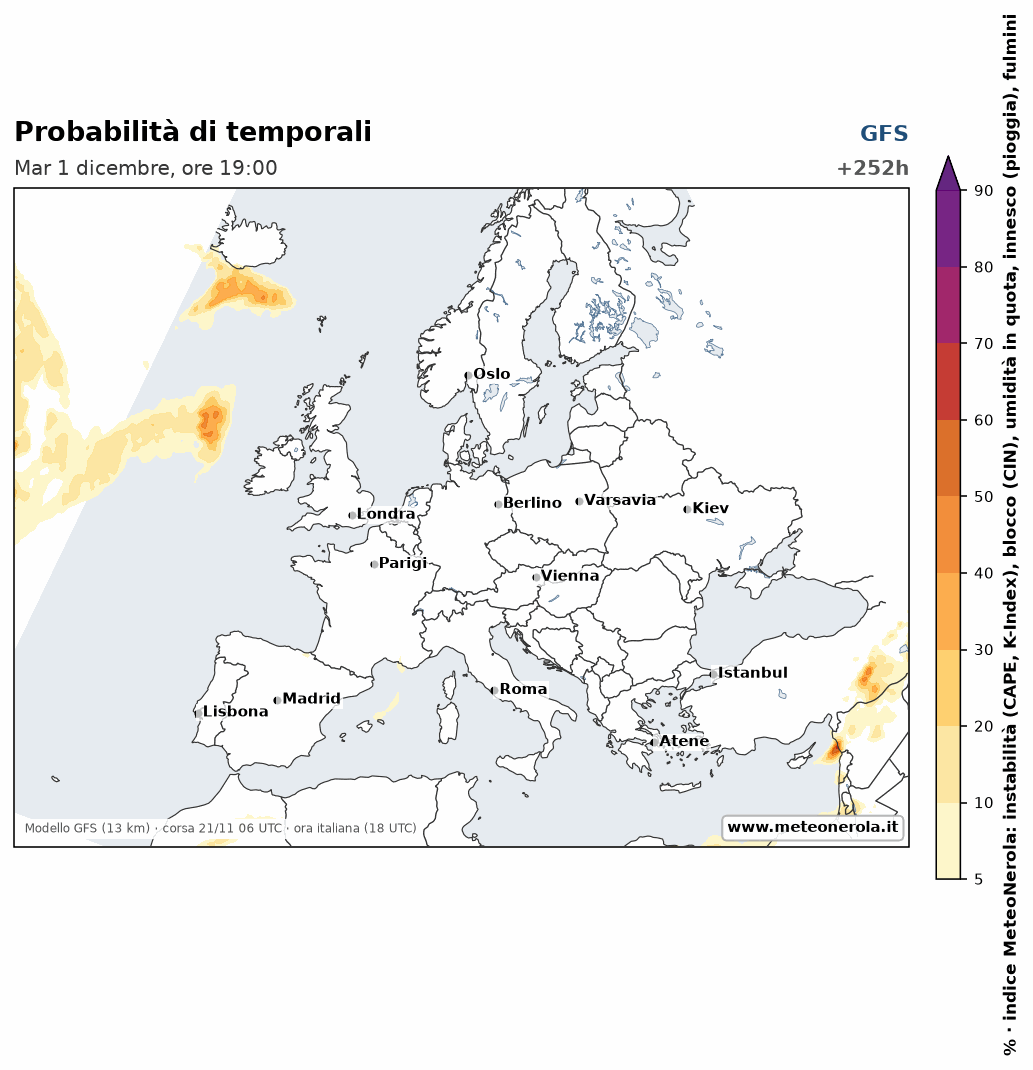 Probabilità di temporali
GFS
Mar 1 dicembre, ore 19:00
+252h
Oslo
Berlino
Varsavia
Kiev
Londra
Parigi
Vienna
Istanbul
Madrid
Roma
Lisbona
Atene
Modello GFS (13 km) · corsa 21/11 06 UTC · ora italiana (18 UTC)
www.meteonerola.it
90
80
70
60
50
40
30
20
10
5
% · indice MeteoNerola: instabilità (CAPE, K-Index), blocco (CIN), umidità in quota, innesco (pioggia), fulmini